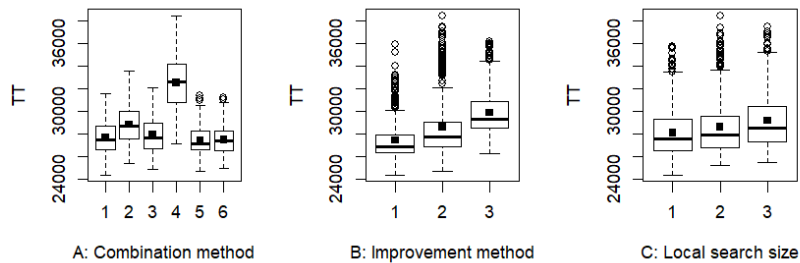 TT
36000
30000
24000
1 2 3 4 5 6
A: Combination method
TT
36000
30000
24000
1 2 3
B: Improvement method
TT
36000
30000
24000
1 2 3
C: Local search size